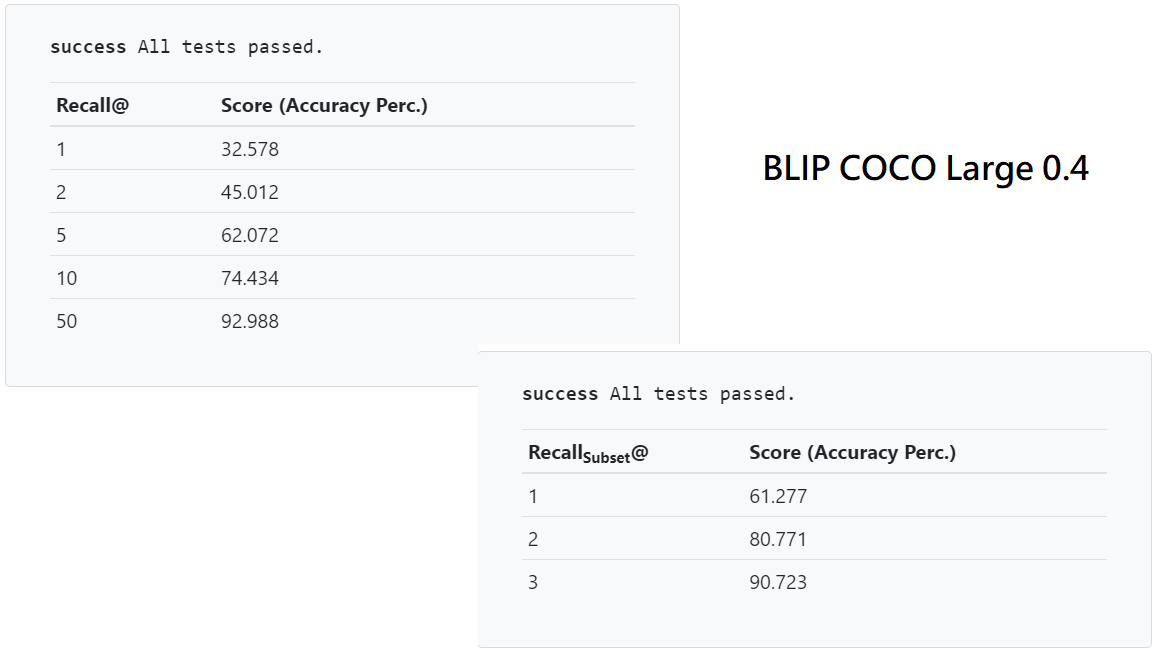 success All tests passed.
Recall@ Score (Accuracy Perc.)
1 32.578
2 45.012
5 62.072
10 74.434
50 92.988
BLIP COCO Large 0.4
success All tests passed.
RecallSubset@ Score (Accuracy Perc.)
1 61.277
2 80.771
3 90.723